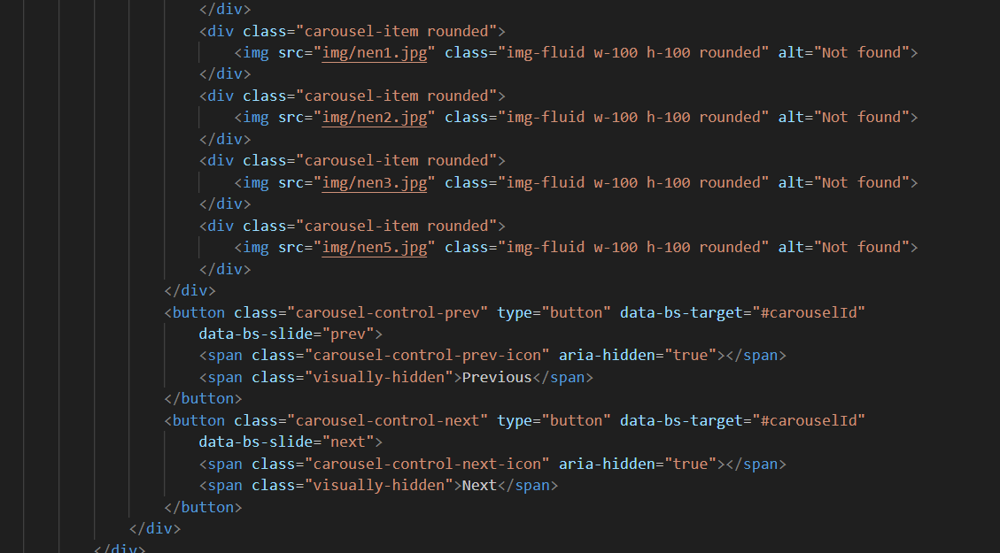 </div>
<div class="carousel-item rounded">
<img src="img/nen1.jpg" class="img-fluid w-100 h-100 rounded" alt="Not found">
</div>
<div class="carousel-item rounded">
<img src="img/nen2.jpg" class="img-fluid w-100 h-100 rounded" alt="Not found">
</div>
<div class="carousel-item rounded">
<img src="img/nen3.jpg" class="img-fluid w-100 h-100 rounded" alt="Not found">
</div>
<div class="carousel-item rounded">
<img src="img/nen5.jpg" class="img-fluid w-100 h-100 rounded" alt="Not found">
</div>
</div>
<button class="carousel-control-prev" type="button" data-bs-target="#carouselId"
data-bs-slide="prev">
<span class="carousel-control-prev-icon" aria-hidden="true"></span>
<span class="visually-hidden">Previous</span>
</button>
<button class="carousel-control-next" type="button" data-bs-target="#carouselId"
data-bs-slide="next">
<span class="carousel-control-next-icon" aria-hidden="true"></span>
<span class="visually-hidden">Next</span>
</button>
</div>
</div>